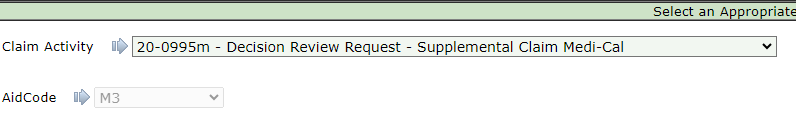 Select an Appropriate
Claim Activity 20-0995m - Decision Review Request - Supplemental Claim Medi-Cal
AidCode M3